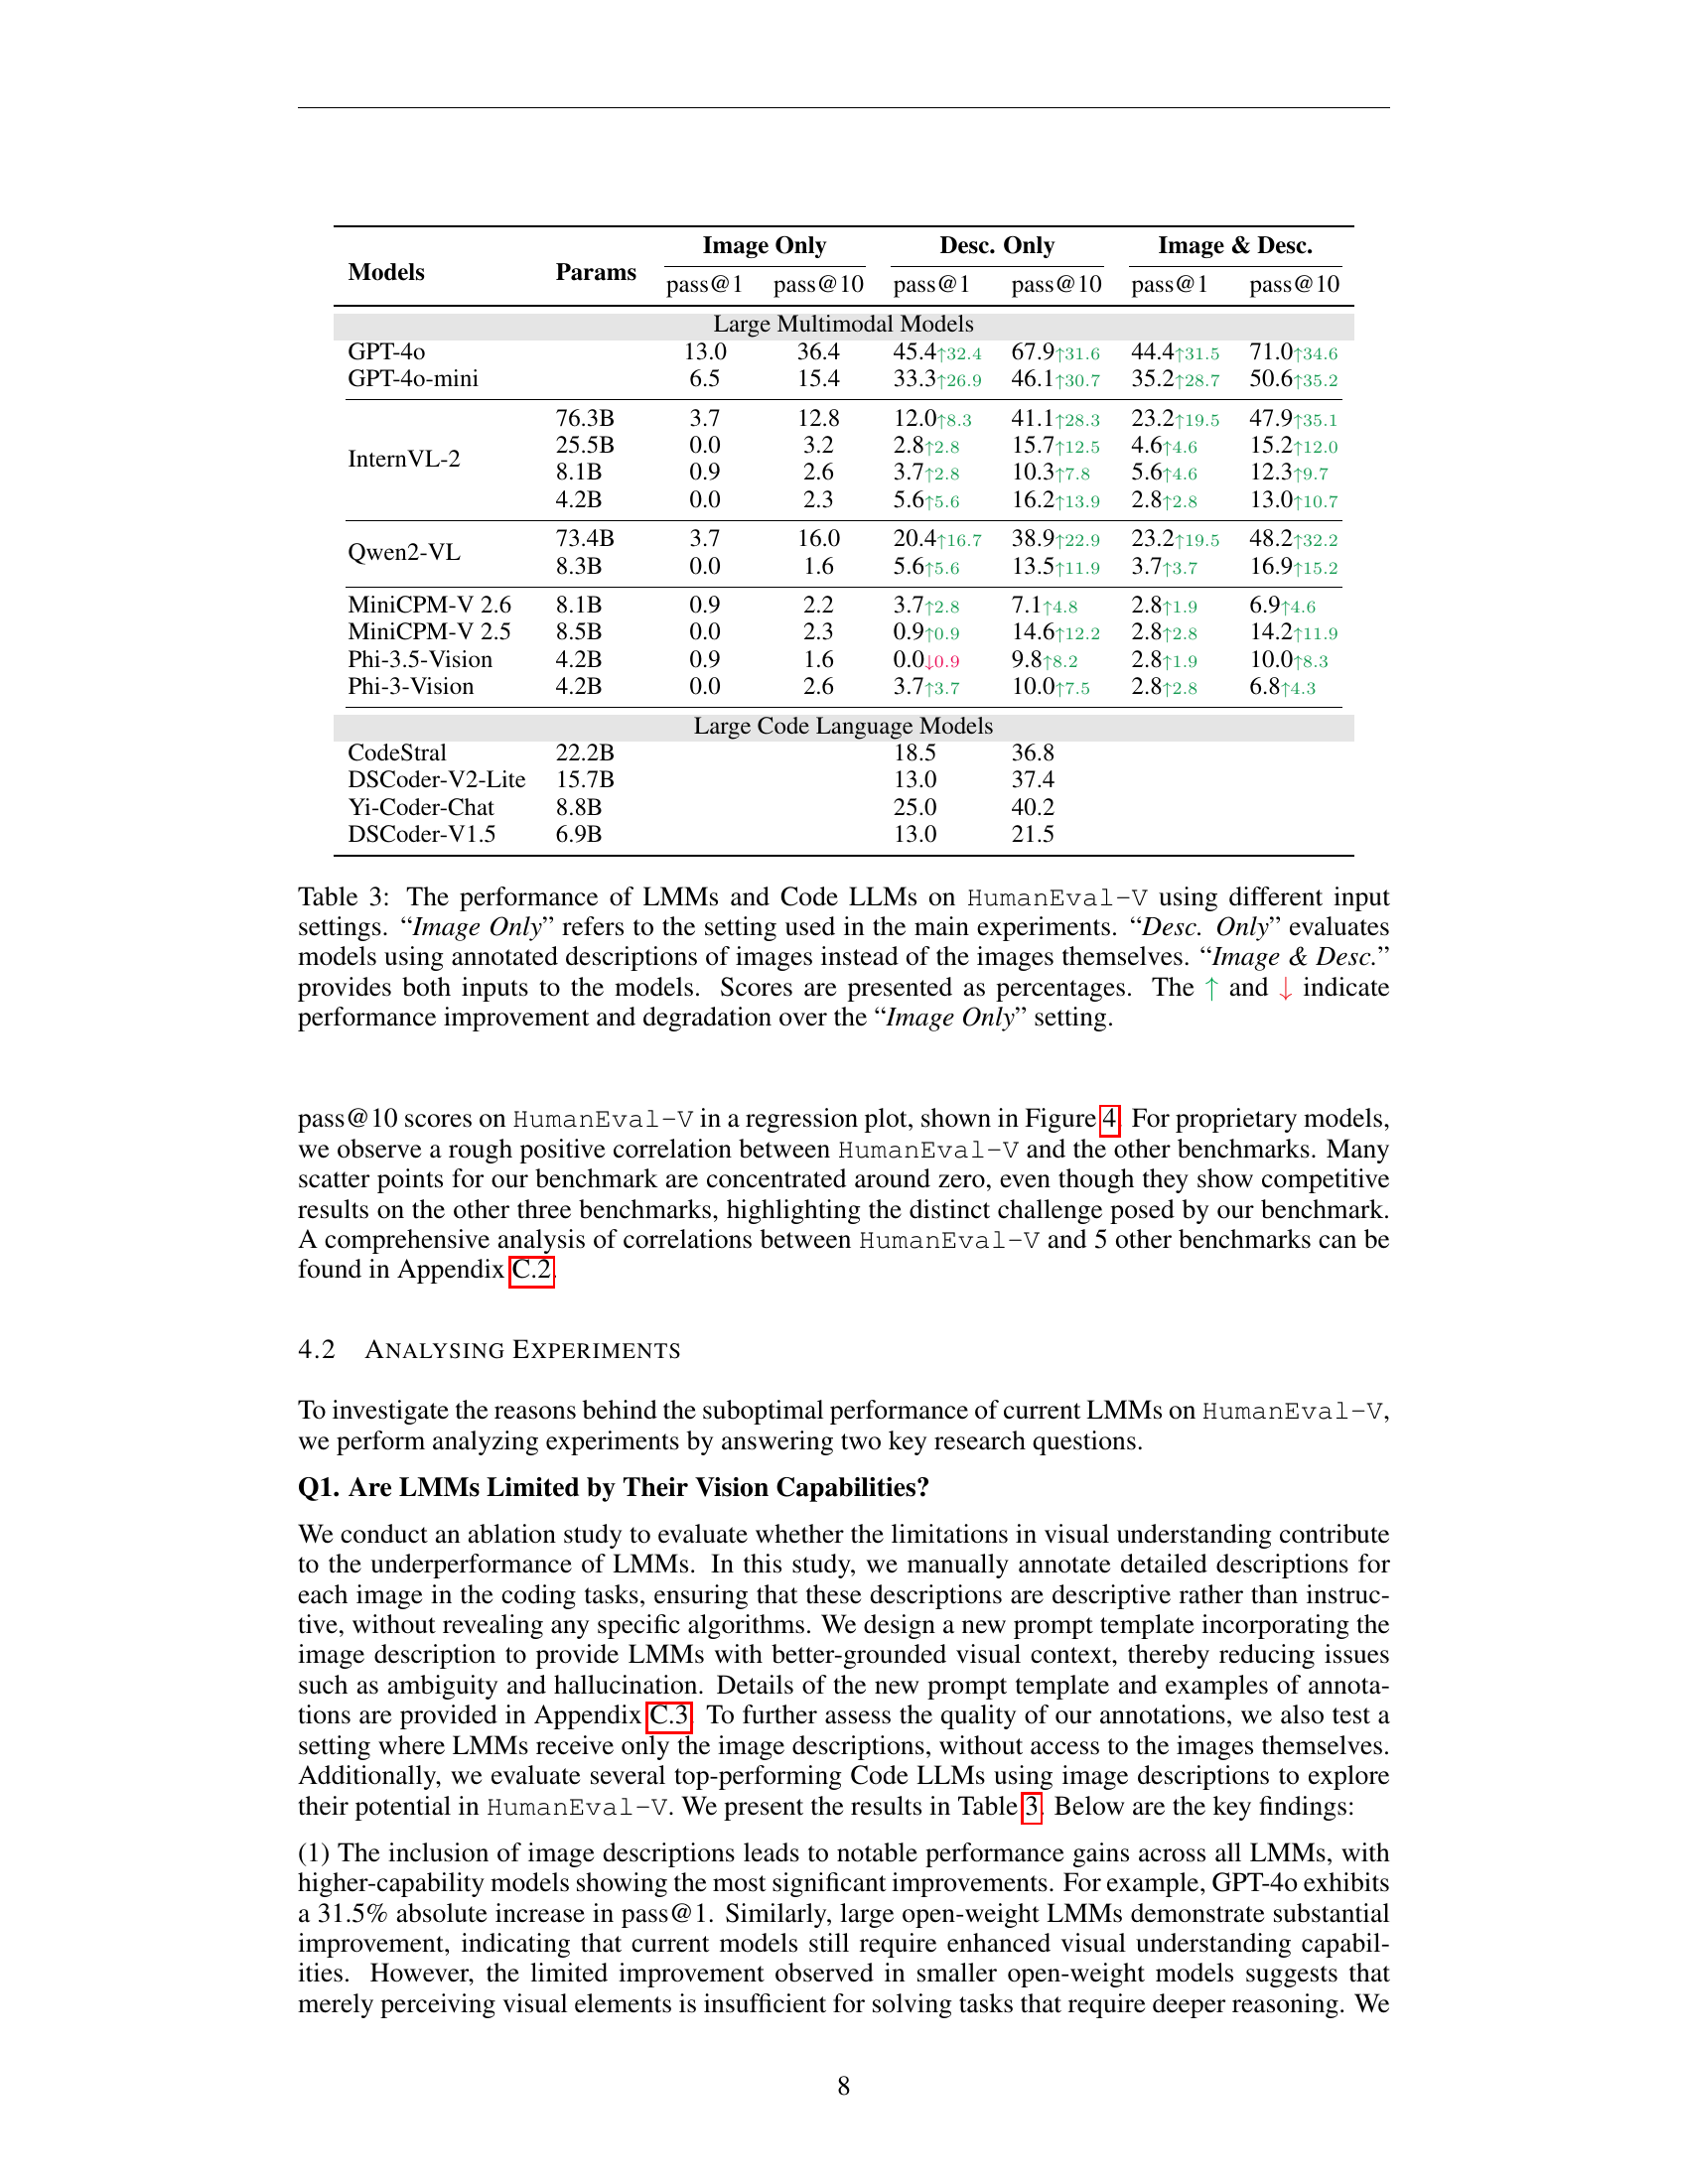 Models Params Image Only Desc. Only Image & Desc.
pass@1 pass@10 pass@1 pass@10 pass@1 pass@10
Large Multimodal Models
GPT-4o 13.0 36.4 45.4↑32.4 67.9↑31.6 44.4↑31.5 71.0↑34.6
GPT-4o-mini 6.5 15.4 33.3↑26.9 46.1↑30.7 35.2↑28.7 50.6↑35.2
InternVL-2 76.3B 3.7 12.8 12.0↑8.3 41.1↑28.3 23.2↑19.5 47.9↑35.1
25.5B 0.0 3.2 2.8↑2.8 15.7↑12.5 4.6↑4.6 15.2↑12.0
8.1B 0.9 2.6 3.7↑2.8 10.3↑7.8 5.6↑4.6 12.3↑9.7
4.2B 0.0 2.3 5.6↑5.6 16.2↑13.9 2.8↑2.8 13.0↑10.7
Qwen2-VL 73.4B 3.7 16.0 20.4↑16.7 38.9↑22.9 23.2↑19.5 48.2↑32.2
8.3B 0.0 1.6 5.6↑5.6 13.5↑11.9 3.7↑3.7 16.9↑15.2
MiniCPM-V 2.6 8.1B 0.9 2.2 3.7↑2.8 7.1↑4.8 2.8↑1.9 6.9↑4.6
MiniCPM-V 2.5 8.5B 0.0 2.3 0.9↑0.9 14.6↑12.2 2.8↑2.8 14.2↑11.9
Phi-3.5-Vision 4.2B 0.9 1.6 0.0↓0.9 9.8↑8.2 2.8↑1.9 10.0↑8.3
Phi-3-Vision 4.2B 0.0 2.6 3.7↑3.7 10.0↑7.5 2.8↑2.8 6.8↑4.3
Large Code Language Models
CodeStral 22.2B 18.5 36.8
DSCoder-V2-Lite 15.7B 13.0 37.4
Yi-Coder-Chat 8.8B 25.0 40.2
DSCoder-V1.5 6.9B 13.0 21.5
Table 3: The performance of LMMs and Code LLMs on HumanEval-V using different input
settings. “Image Only” refers to the setting used in the main experiments. “Desc. Only” evaluates
models using annotated descriptions of images instead of the images themselves. “Image & Desc.”
provides both inputs to the models. Scores are presented as percentages. The ↑ and ↓ indicate
performance improvement and degradation over the “Image Only” setting.
pass@10 scores on HumanEval-V in a regression plot, shown in Figure 4. For proprietary models,
we observe a rough positive correlation between HumanEval-V and the other benchmarks. Many
scatter points for our benchmark are concentrated around zero, even though they show competitive
results on the other three benchmarks, highlighting the distinct challenge posed by our benchmark.
A comprehensive analysis of correlations between HumanEval-V and 5 other benchmarks can be
found in Appendix C.2.
4.2 ANALYSING EXPERIMENTS
To investigate the reasons behind the suboptimal performance of current LMMs on HumanEval-V,
we perform analyzing experiments by answering two key research questions.
Q1. Are LMMs Limited by Their Vision Capabilities?
We conduct an ablation study to evaluate whether the limitations in visual understanding contribute
to the underperformance of LMMs. In this study, we manually annotate detailed descriptions for
each image in the coding tasks, ensuring that these descriptions are descriptive rather than instruc-
tive, without revealing any specific algorithms. We design a new prompt template incorporating the
image description to provide LMMs with better-grounded visual context, thereby reducing issues
such as ambiguity and hallucination. Details of the new prompt template and examples of annota-
tions are provided in Appendix C.3. To further assess the quality of our annotations, we also test a
setting where LMMs receive only the image descriptions, without access to the images themselves.
Additionally, we evaluate several top-performing Code LLMs using image descriptions to explore
their potential in HumanEval-V. We present the results in Table 3. Below are the key findings:
(1) The inclusion of image descriptions leads to notable performance gains across all LMMs, with
higher-capability models showing the most significant improvements. For example, GPT-4o exhibits
a 31.5% absolute increase in pass@1. Similarly, large open-weight LMMs demonstrate substantial
improvement, indicating that current models still require enhanced visual understanding capabil-
ities. However, the limited improvement observed in smaller open-weight models suggests that
merely perceiving visual elements is insufficient for solving tasks that require deeper reasoning. We
8